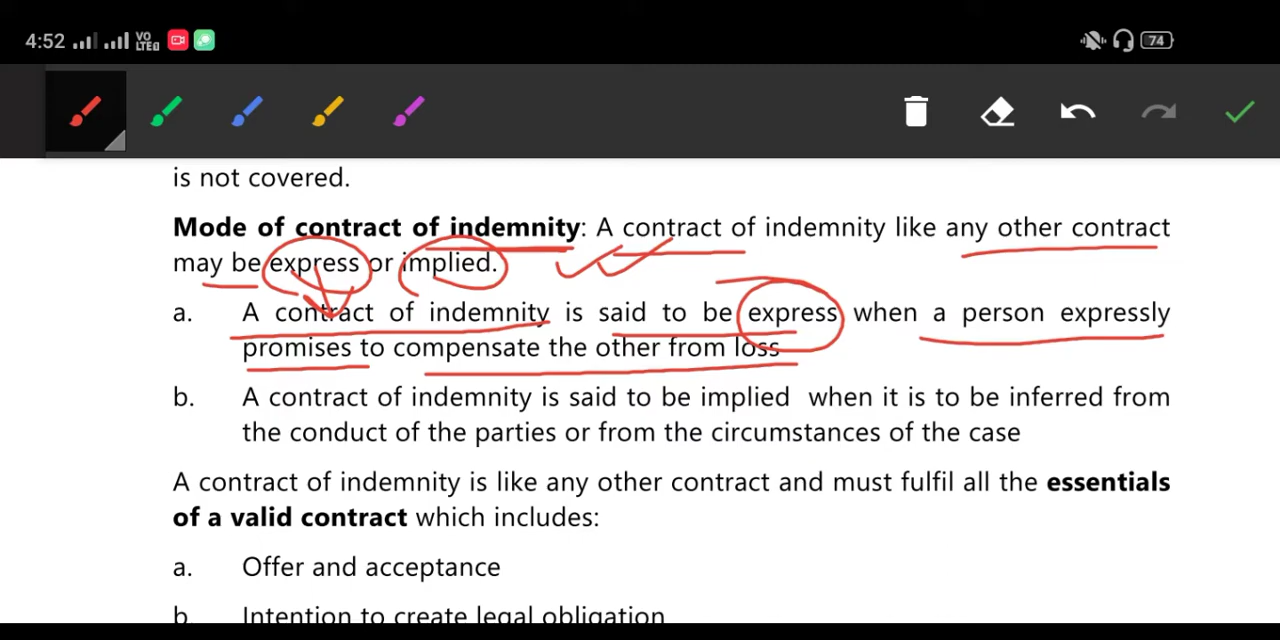 4:52 VO LTE 74
is not covered.
Mode of contract of indemnity: A contract of indemnity like any other contract
may be express or implied.
a. A contract of indemnity is said to be express when a person expressly
promises to compensate the other from loss
b. A contract of indemnity is said to be implied when it is to be inferred from
the conduct of the parties or from the circumstances of the case
A contract of indemnity is like any other contract and must fulfil all the essentials
of a valid contract which includes:
a. Offer and acceptance
b Intention to create legal obligation